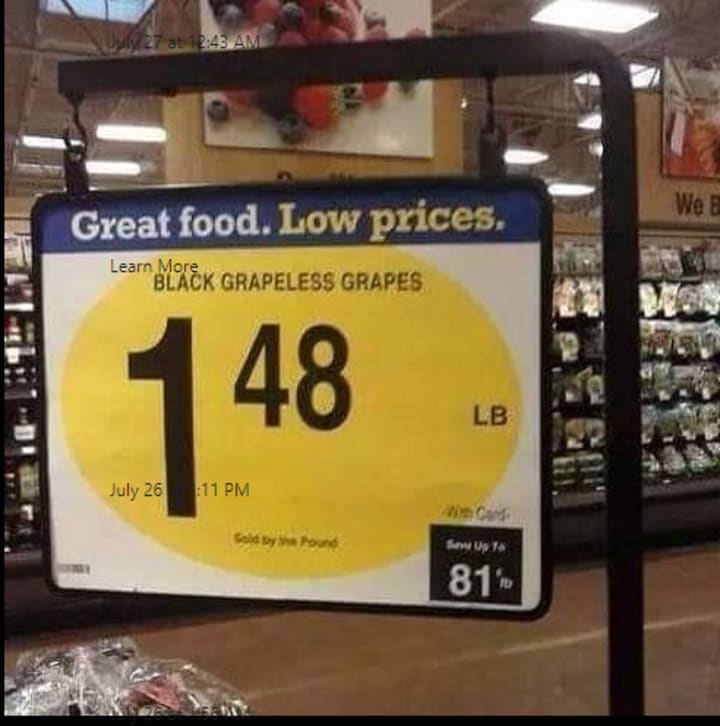 July 27 at 12:43 AM
We
Great food. Low prices.
Learn More
BLACK GRAPELESS GRAPES
1 48
LB
July 26 :11 PM
With Card
Sold by the Pound
Save Up To
81¢ lb